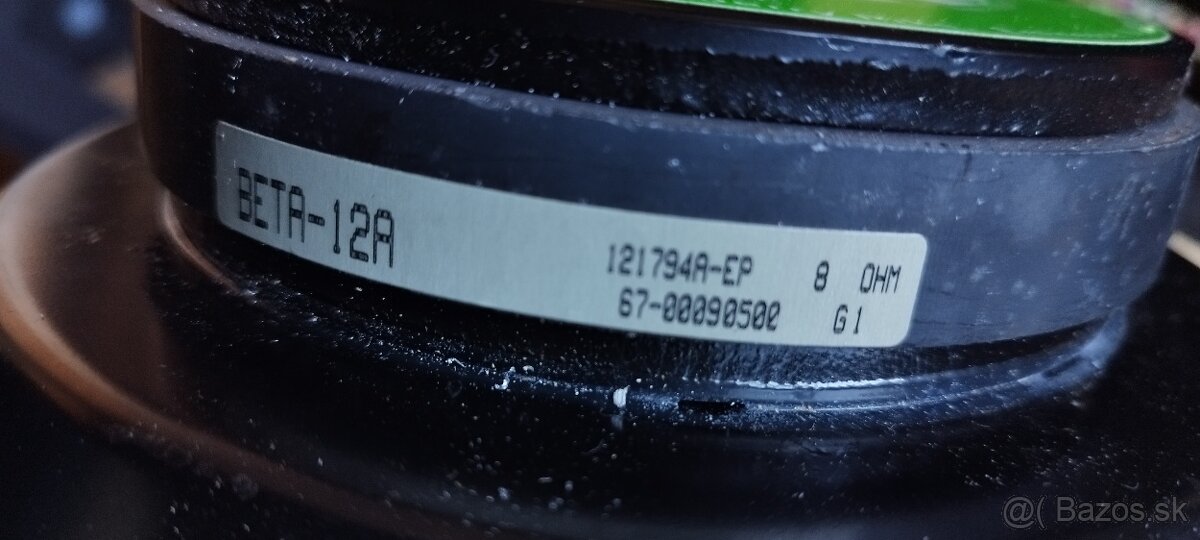 BETA-12A
121794A-EP 8 OHM
67-00090500 G1
@( Bazos.sk